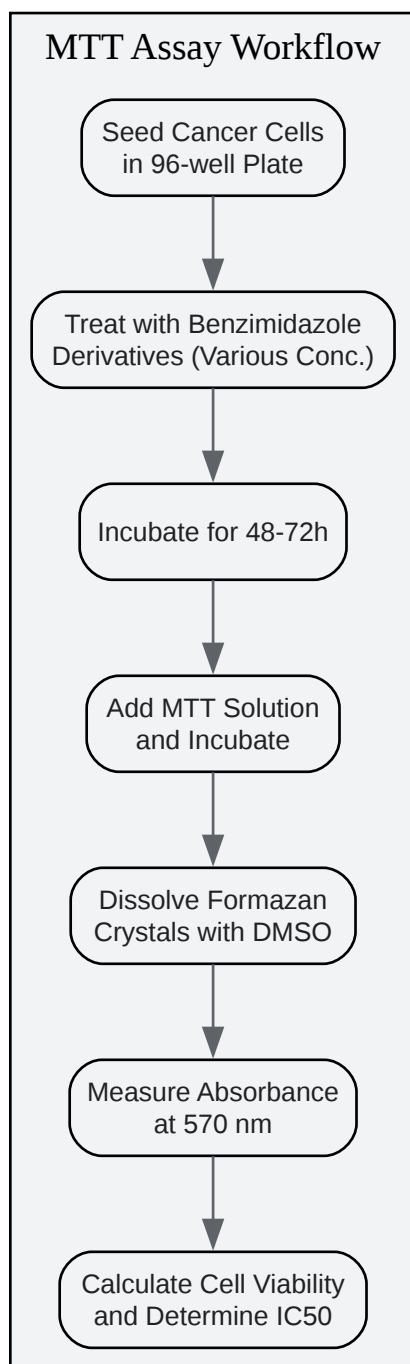 MTT Assay Workflow
Seed Cancer Cells
in 96-well Plate
Treat with Benzimidazole
Derivatives (Various Conc.)
Incubate for 48-72h
Add MTT Solution
and Incubate
Dissolve Formazan
Crystals with DMSO
Measure Absorbance
at 570 nm
Calculate Cell Viability
and Determine IC50